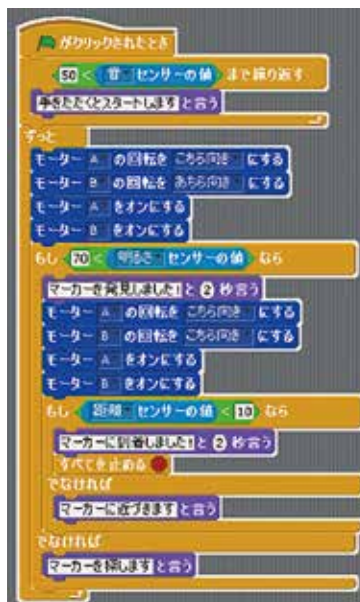 がクリックされたとき
50 < 音 センサーの値 まで繰り返す
手をたたくとスタートします と言う
ずっと
モーター A の回転を こちら向き にする
モーター B の回転を あちら向き にする
モーター A をオンにする
モーター B をオンにする
もし 70 < 明るさ センサーの値 なら
マーカーを発見しました! と 2 秒言う
モーター A の回転を こちら向き にする
モーター B の回転を こちら向き にする
モーター A をオンにする
モーター B をオンにする
もし 距離 センサーの値 < 10 なら
マーカーに到着しました! と 2 秒言う
すべてを止める
でなければ
マーカーに近づきます と言う
でなければ
マーカーを探します と言う